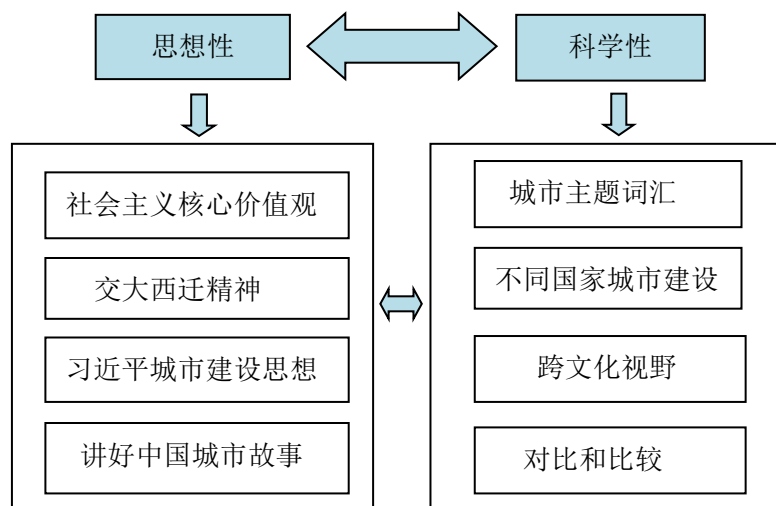 思想性
科学性
社会主义核心价值观
交大西迁精神
习近平城市建设思想
讲好中国城市故事
城市主题词汇
不同国家城市建设
跨文化视野
对比和比较